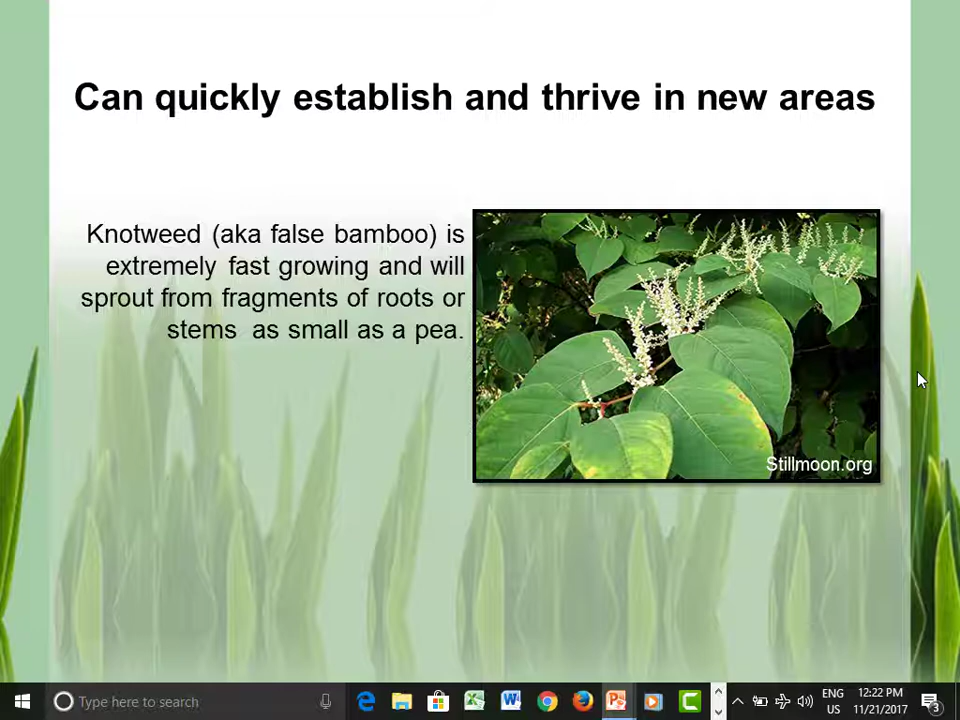 Can quickly establish and thrive in new areas
Knotweed (aka false bamboo) is
extremely fast growing and will
sprout from fragments of roots or
stems as small as a pea.
Stillmoon.org
Type here to search
ENG
US
12:22 PM
11/21/2017
3